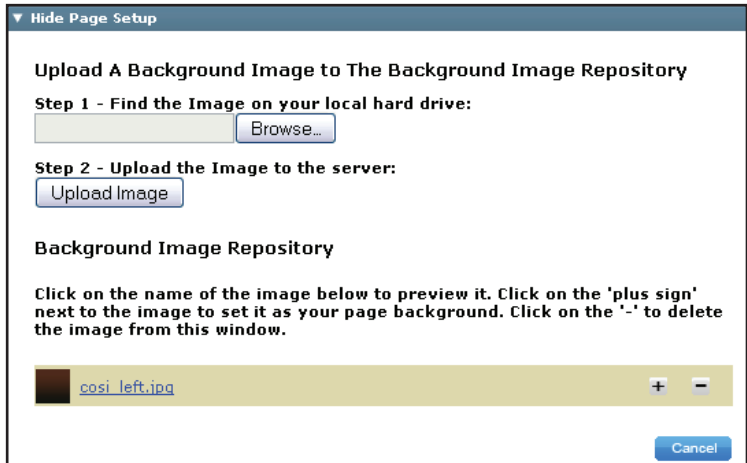 ▼ Hide Page Setup
Upload A Background Image to The Background Image Repository
Step 1 - Find the Image on your local hard drive:
Browse...
Step 2 - Upload the Image to the server:
Upload Image
Background Image Repository
Click on the name of the image below to preview it. Click on the 'plus sign'
next to the image to set it as your page background. Click on the '-' to delete
the image from this window.
cosi_left.jpg + -
Cancel